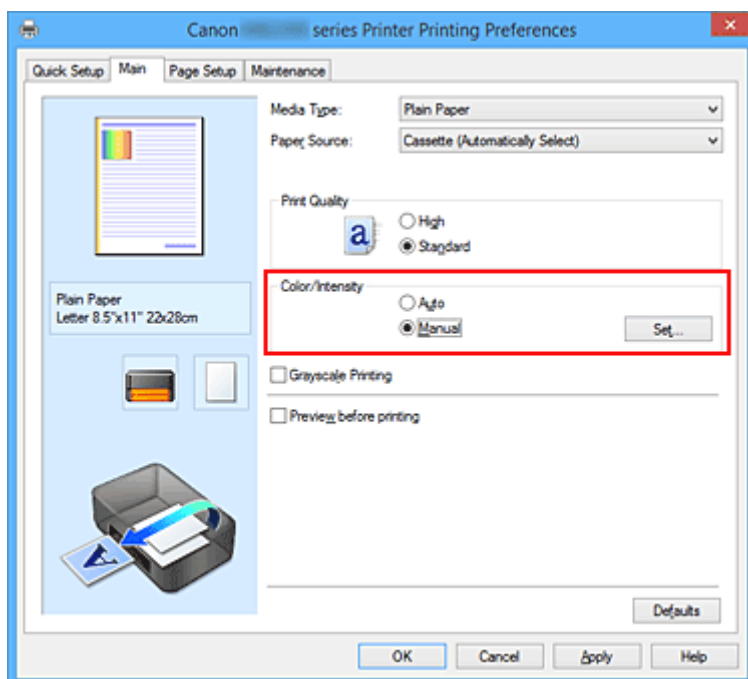 Canon series Printer Printing Preferences
Quick Setup Main Page Setup Maintenance
Media Type: Plain Paper
Paper Source: Cassette (Automatically Select)
Print Quality
a
High
Standard
Color/Intensity
Auto
Manual
Set...
Plain Paper
Letter 8.5"x11" 22x28cm
Grayscale Printing
Preview before printing
A
Defaults
OK Cancel Apply Help